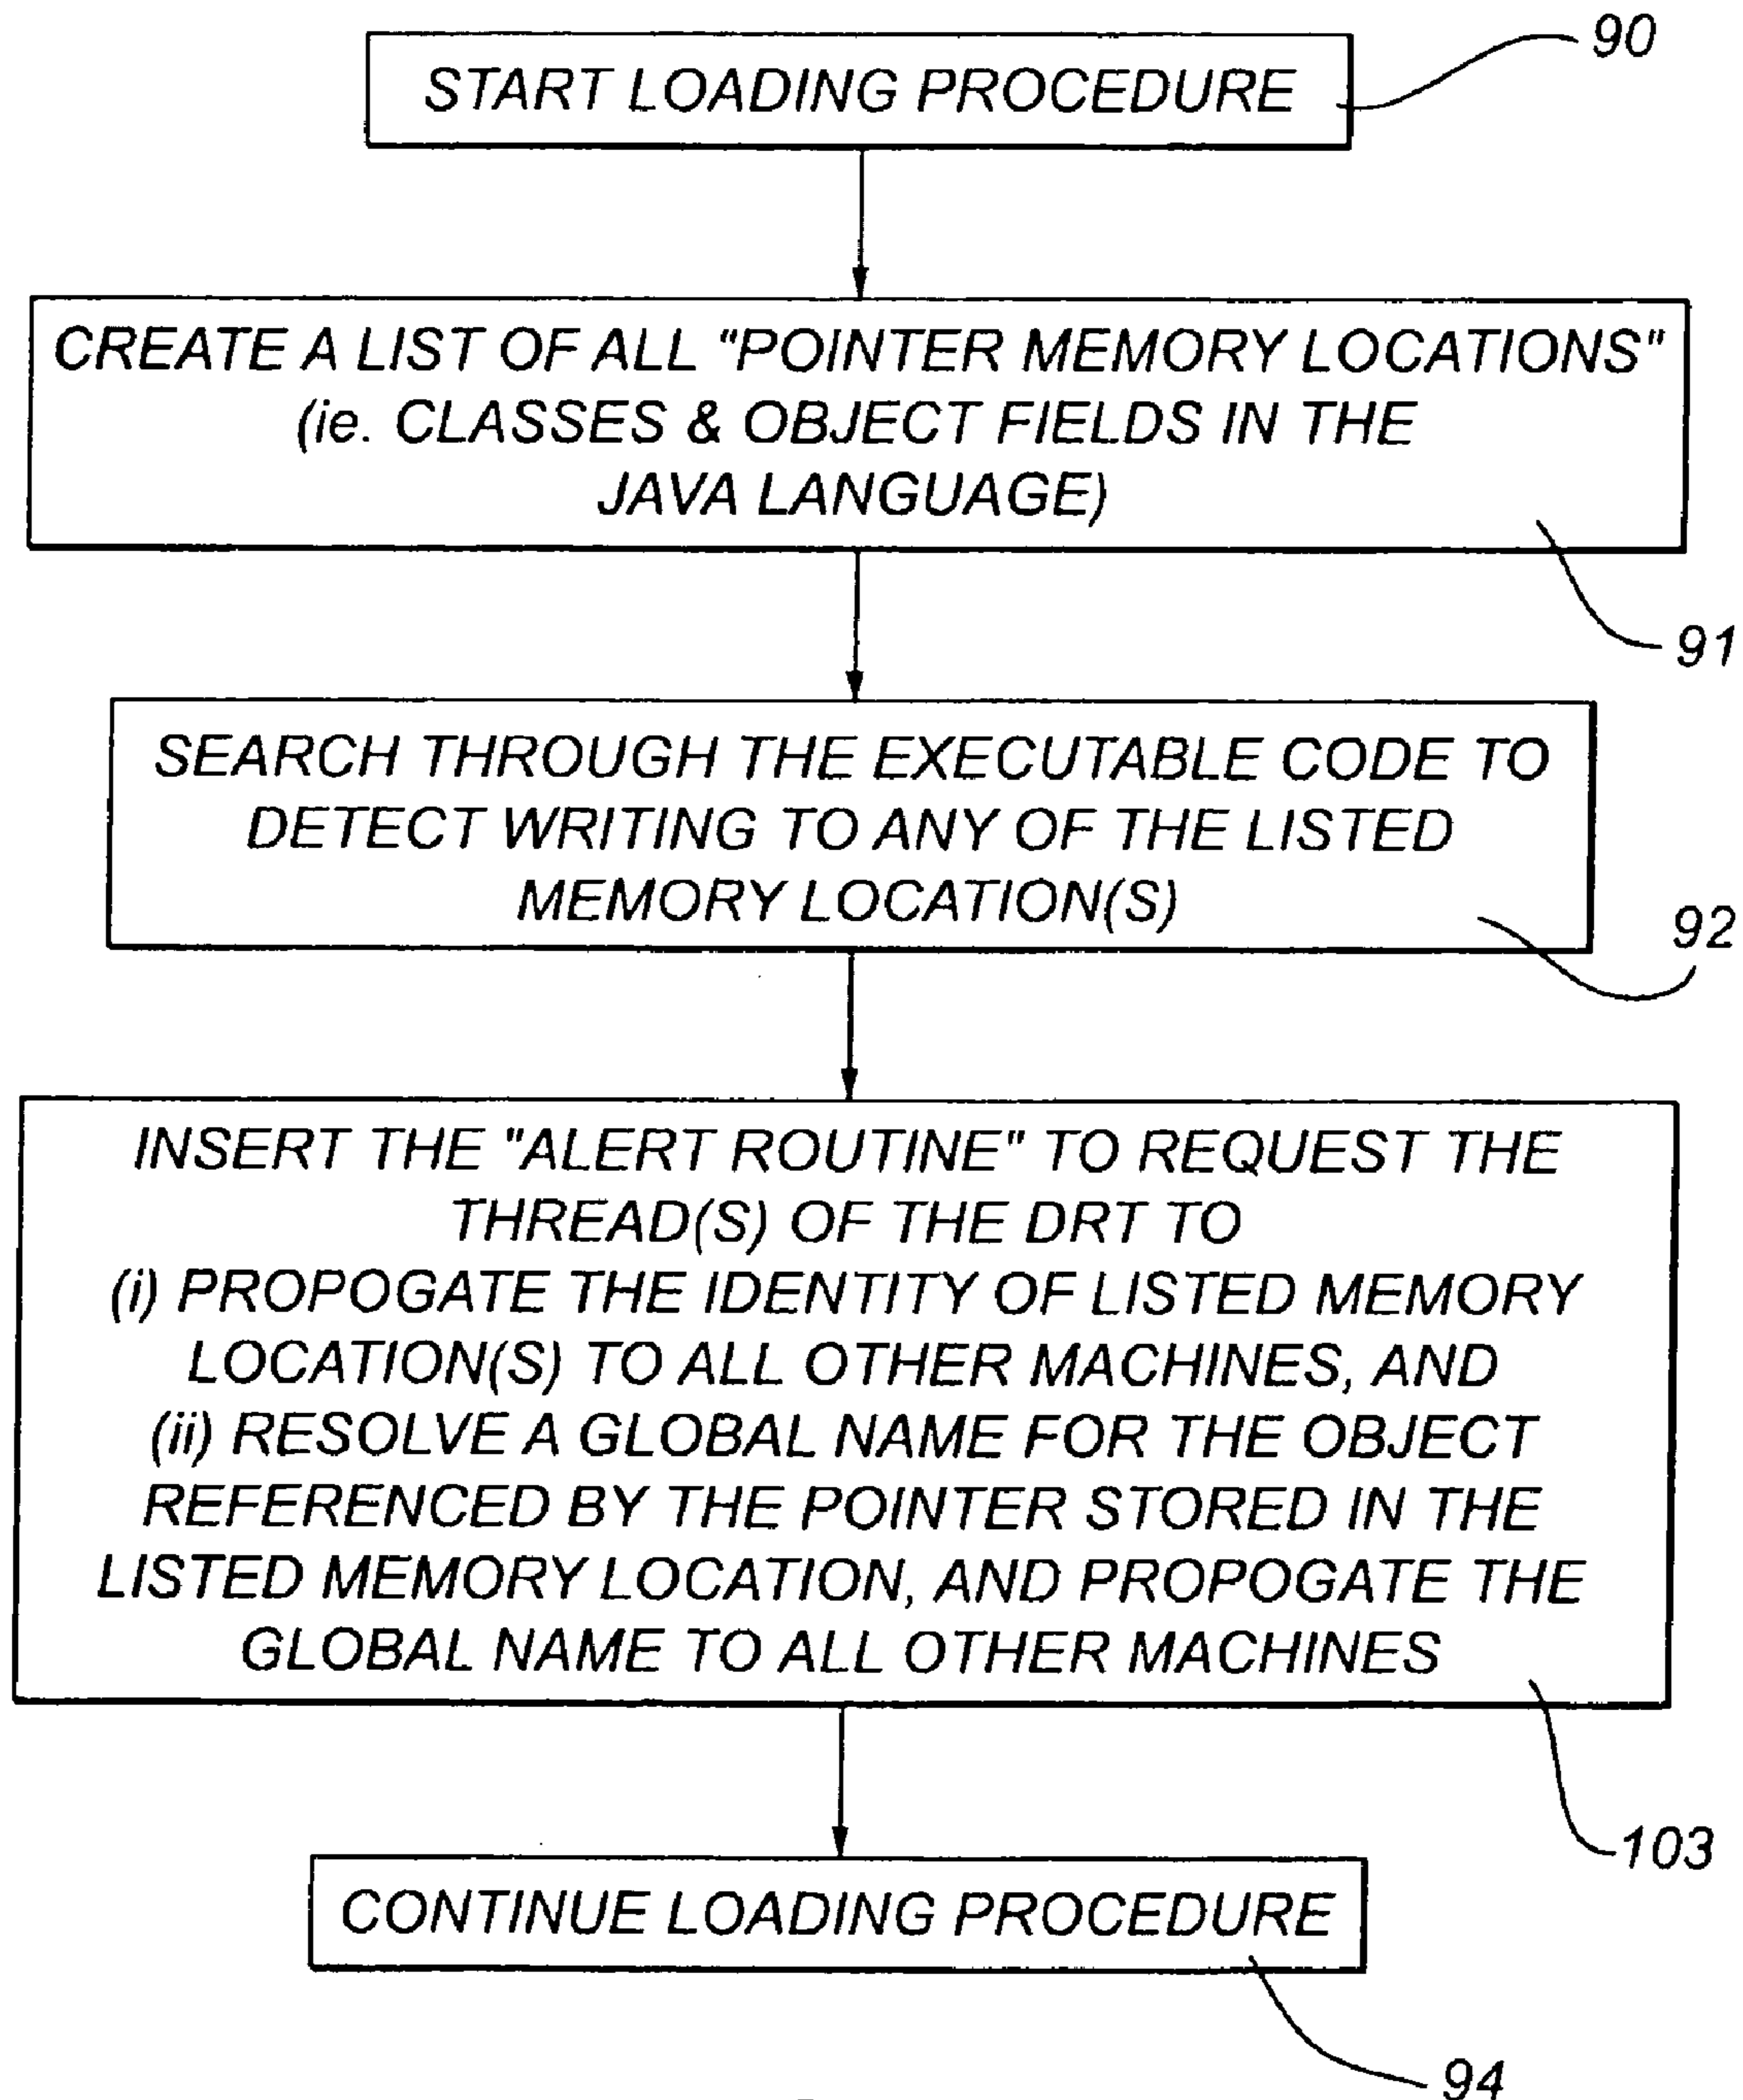 START LOADING PROCEDURE
90
CREATE A LIST OF ALL "POINTER MEMORY LOCATIONS"
(ie. CLASSES & OBJECT FIELDS IN THE
JAVA LANGUAGE)
91
SEARCH THROUGH THE EXECUTABLE CODE TO
DETECT WRITING TO ANY OF THE LISTED
MEMORY LOCATION(S)
92
INSERT THE "ALERT ROUTINE" TO REQUEST THE
THREAD(S) OF THE DRT TO
(i) PROPOGATE THE IDENTITY OF LISTED MEMORY
LOCATION(S) TO ALL OTHER MACHINES, AND
(ii) RESOLVE A GLOBAL NAME FOR THE OBJECT
REFERENCED BY THE POINTER STORED IN THE
LISTED MEMORY LOCATION, AND PROPOGATE THE
GLOBAL NAME TO ALL OTHER MACHINES
103
CONTINUE LOADING PROCEDURE
94